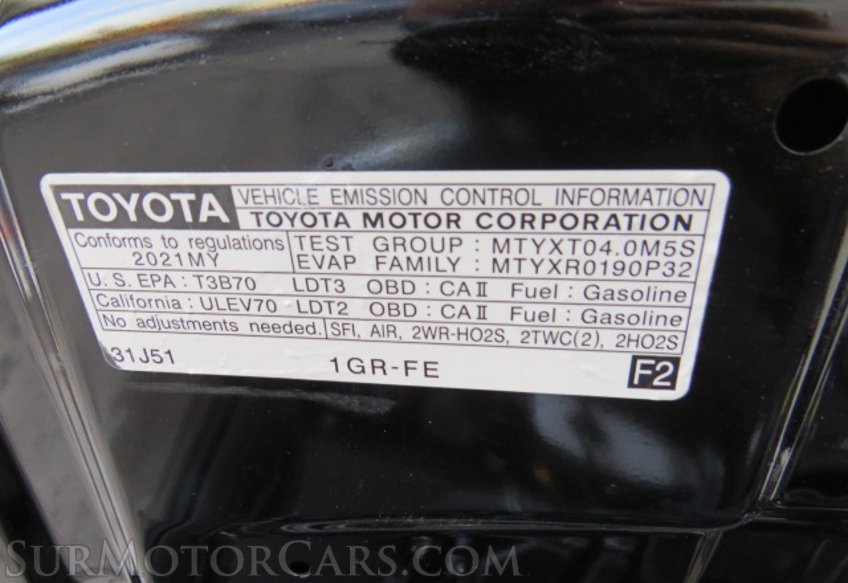 TOYOTA VEHICLE EMISSION CONTROL INFORMATION
TOYOTA MOTOR CORPORATION
Conforms to regulations
2021MY
TEST GROUP : MTYXT04.0M5S
EVAP FAMILY : MTYXR0190P32
U.S. EPA : T3B70 LDT3 OBD : CAⅡ Fuel : Gasoline
California : ULEV70 LDT2 OBD : CAⅡ Fuel : Gasoline
No adjustments needed. SFI, AIR, 2WR-HO2S, 2TWC(2), 2HO2S
31J51 1GR-FE F2
SURMOTORCARS.COM